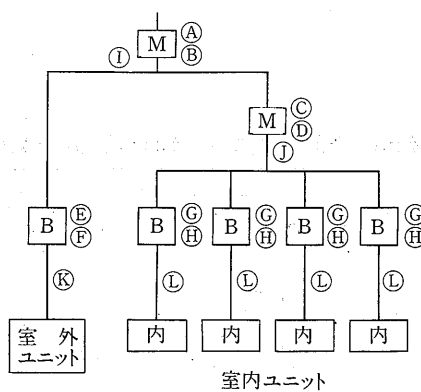 M Ⓐ
Ⓑ
Ⓘ
M Ⓒ
Ⓓ
Ⓙ
B Ⓔ B Ⓖ B Ⓖ B Ⓖ B Ⓖ
Ⓕ Ⓗ Ⓗ Ⓗ Ⓗ
Ⓚ Ⓛ Ⓛ Ⓛ Ⓛ
室外 内 内 内 内
ユニット
室内ユニット